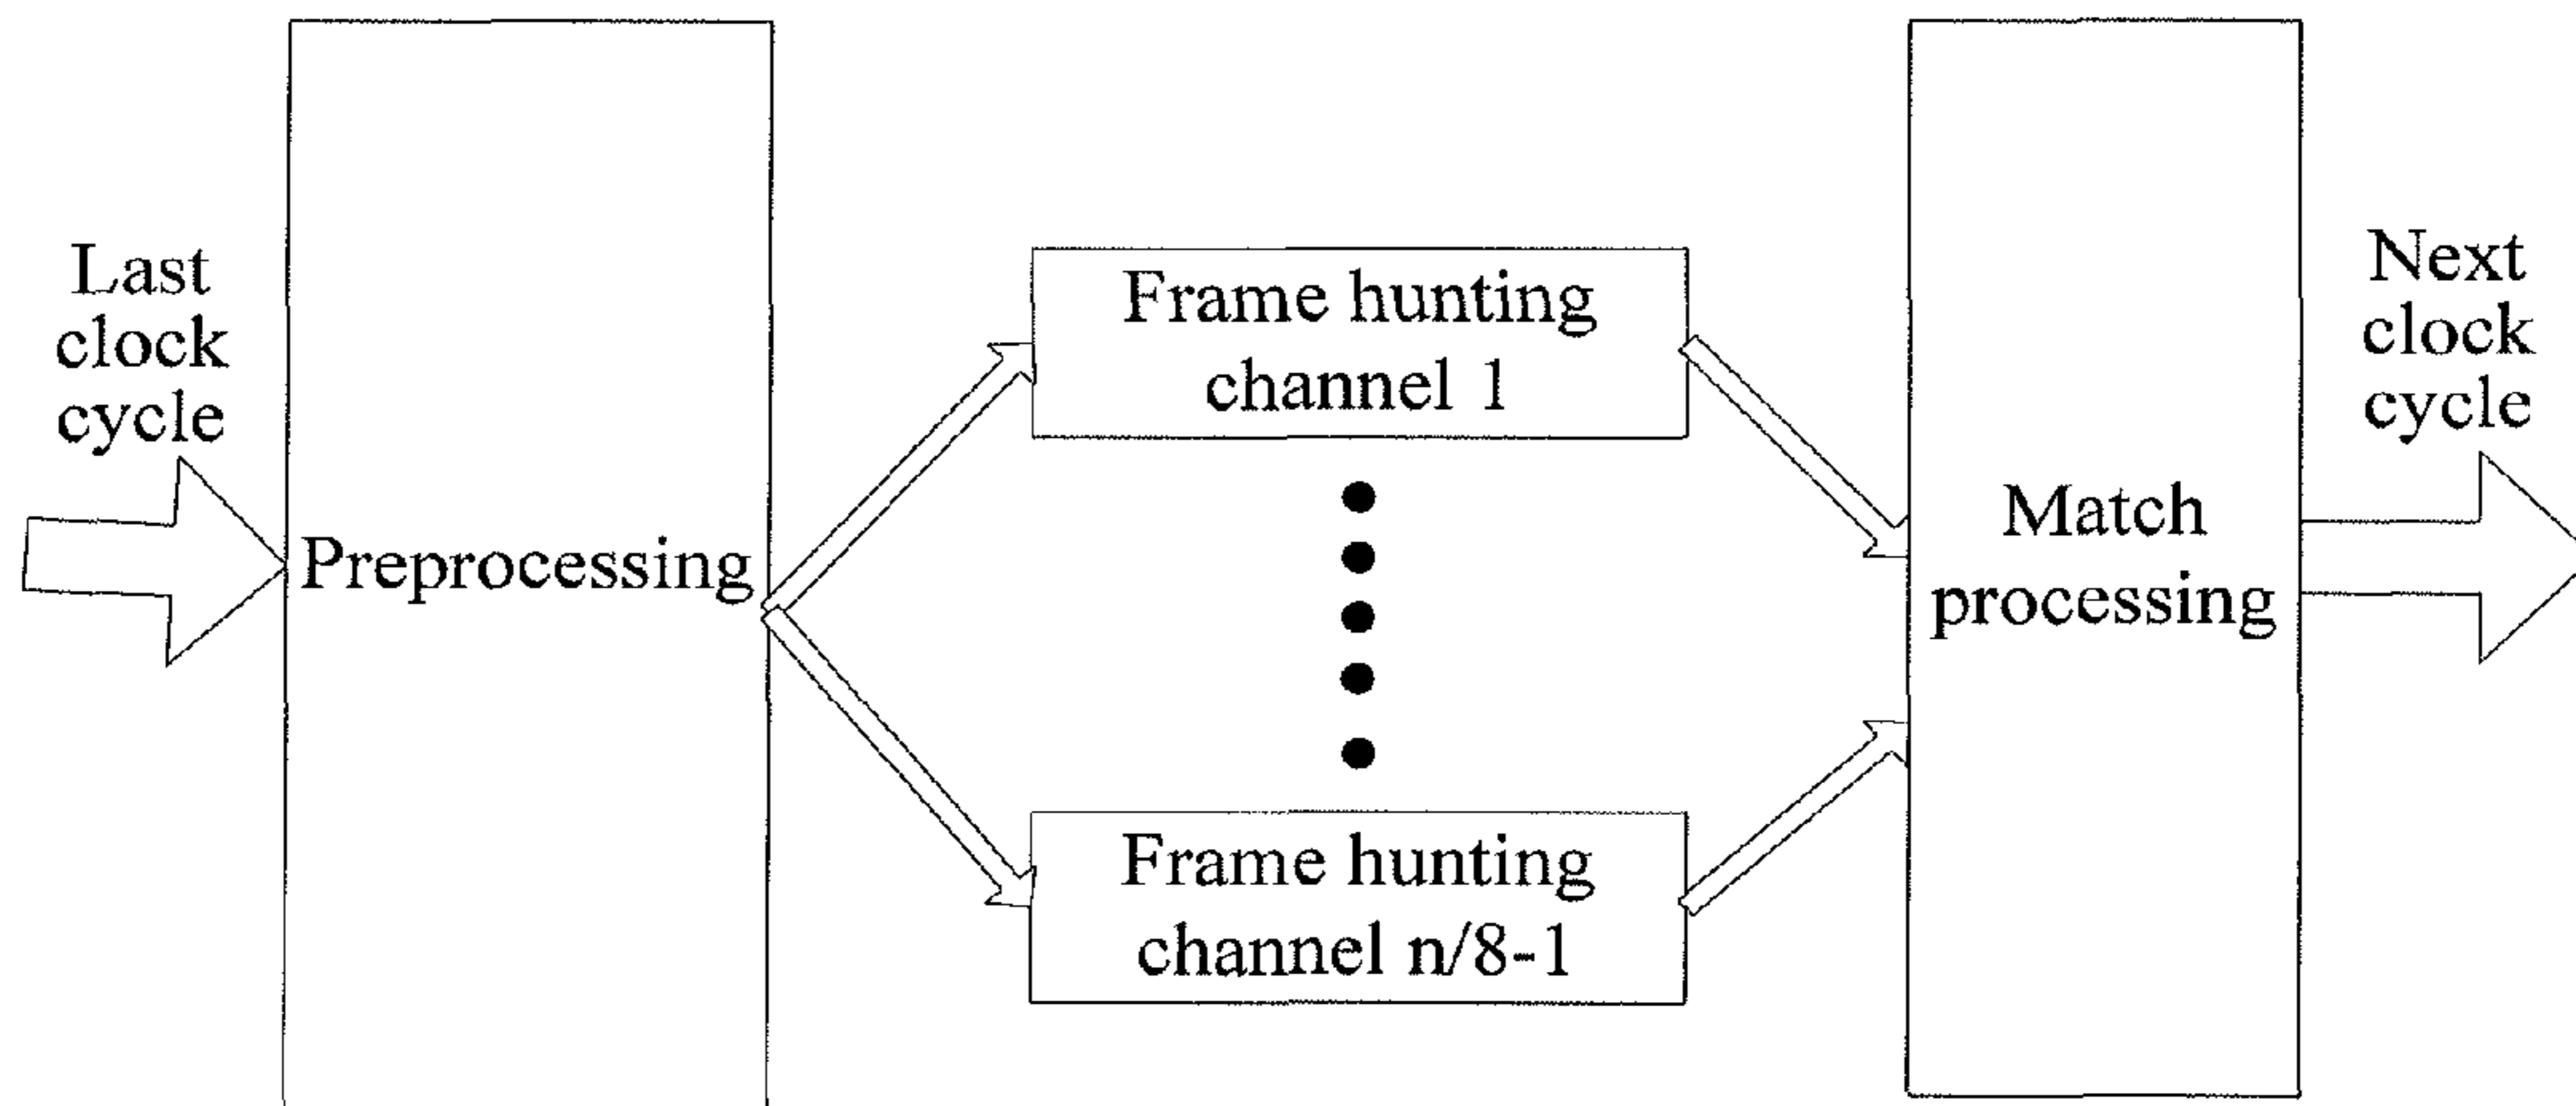 Last
clock
cycle
Preprocessing
Frame hunting
channel 1
Frame hunting
channel n/8-1
Match
processing
Next
clock
cycle